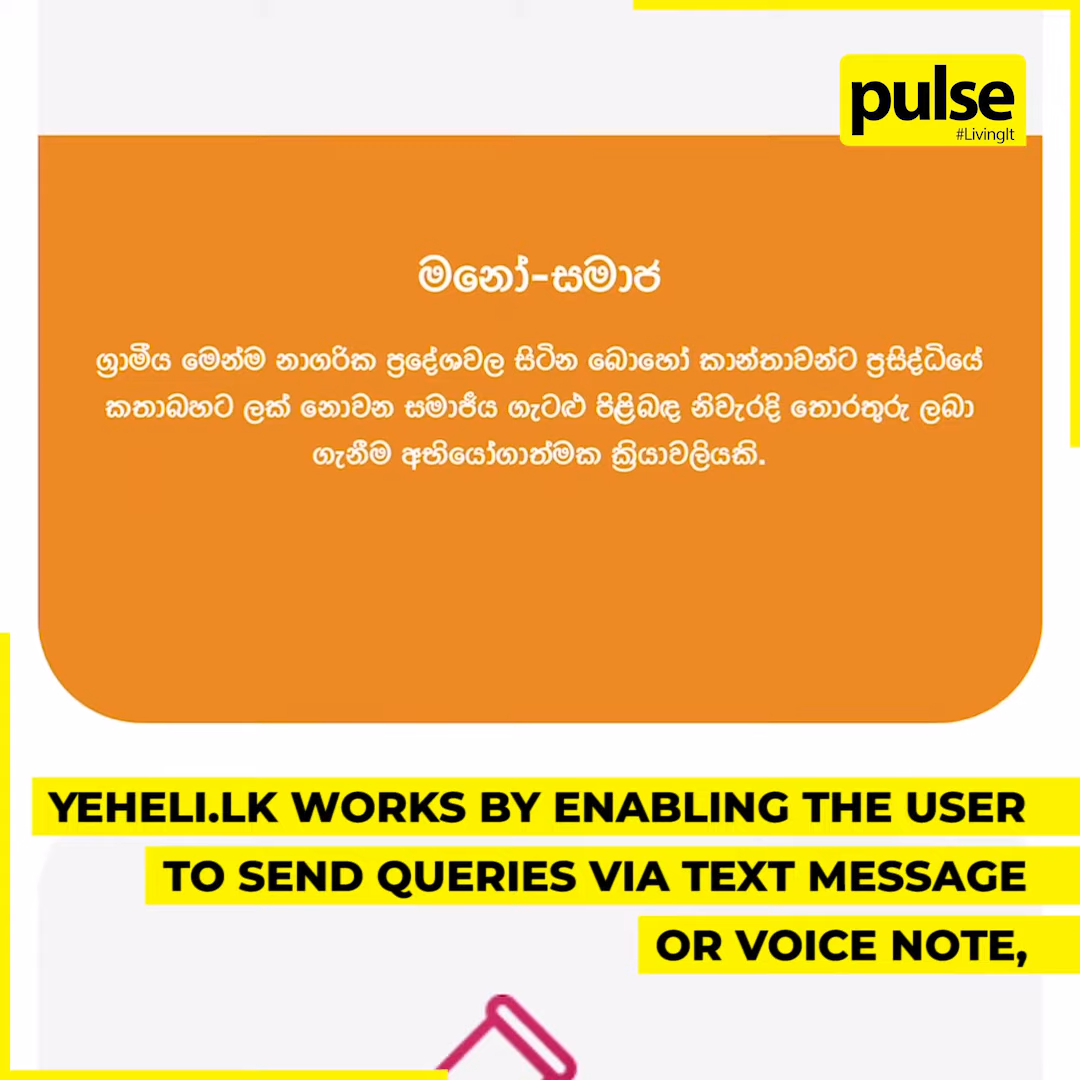 pulse
#LivingIt
මනෝ-සමාජ
ග්‍රාමීය මෙන්ම නාගරික ප්‍රදේශවල සිටින බොහෝ කාන්තාවන්ට ප්‍රසිද්ධියේ
කතාබහට ලක් නොවන සමාජීය ගැටළු පිළිබඳ නිවැරදි තොරතුරු ලබා
ගැනීම අභියෝගාත්මක ක්‍රියාවලියකි.
YEHELI.LK WORKS BY ENABLING THE USER
TO SEND QUERIES VIA TEXT MESSAGE
OR VOICE NOTE,